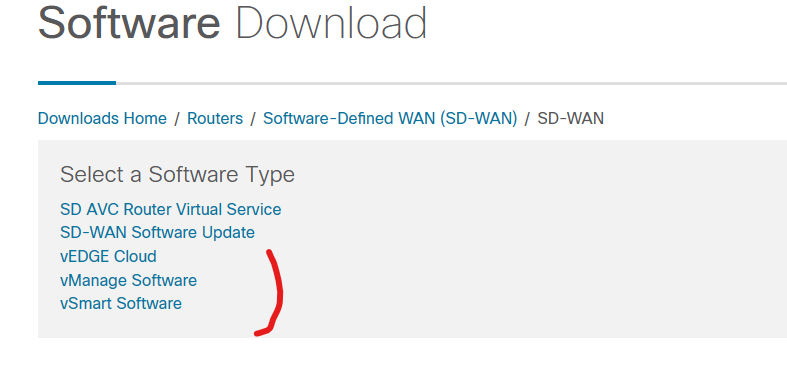 Software Download
Downloads Home / Routers / Software-Defined WAN (SD-WAN) / SD-WAN
Select a Software Type
SD AVC Router Virtual Service
SD-WAN Software Update
vEDGE Cloud
vManage Software
vSmart Software